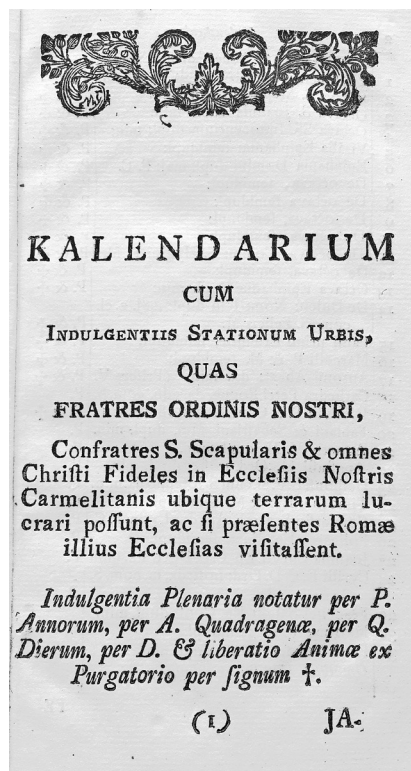 KALENDARIUM
CUM
INDULGENTIIS STATIONUM URBIS,
QUAS
FRATRES ORDINIS NOSTRI,
Confratres S. Scapularis & omnes
Chriſti Fideles in Eccleſiis Noſtris
Carmelitanis ubique terrarum lu-
crari poſſunt, ac ſi præſentes Romæ
illius Eccleſias viſitaſſent.
Indulgentia Plenaria notatur per P.
Annorum, per A. Quadragenæ, per Q.
Dierum, per D. & liberatio Animæ ex
Purgatorio per ſignum †.
(1) JA-